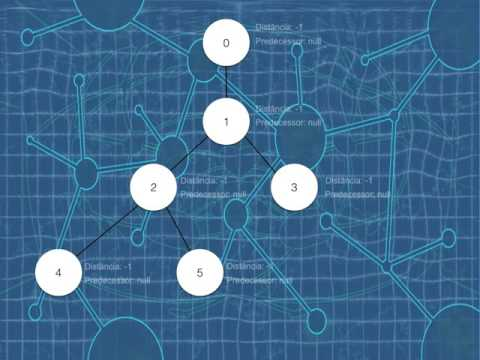 0
Distância: -1
Predecessor: null
1
Distância: -1
Predecessor: null
2
Distância: -1
Predecessor: null
3
Distância: -1
Predecessor: null
4
Distância: -1
Predecessor: null
5
Distância: -1
Predecessor: null